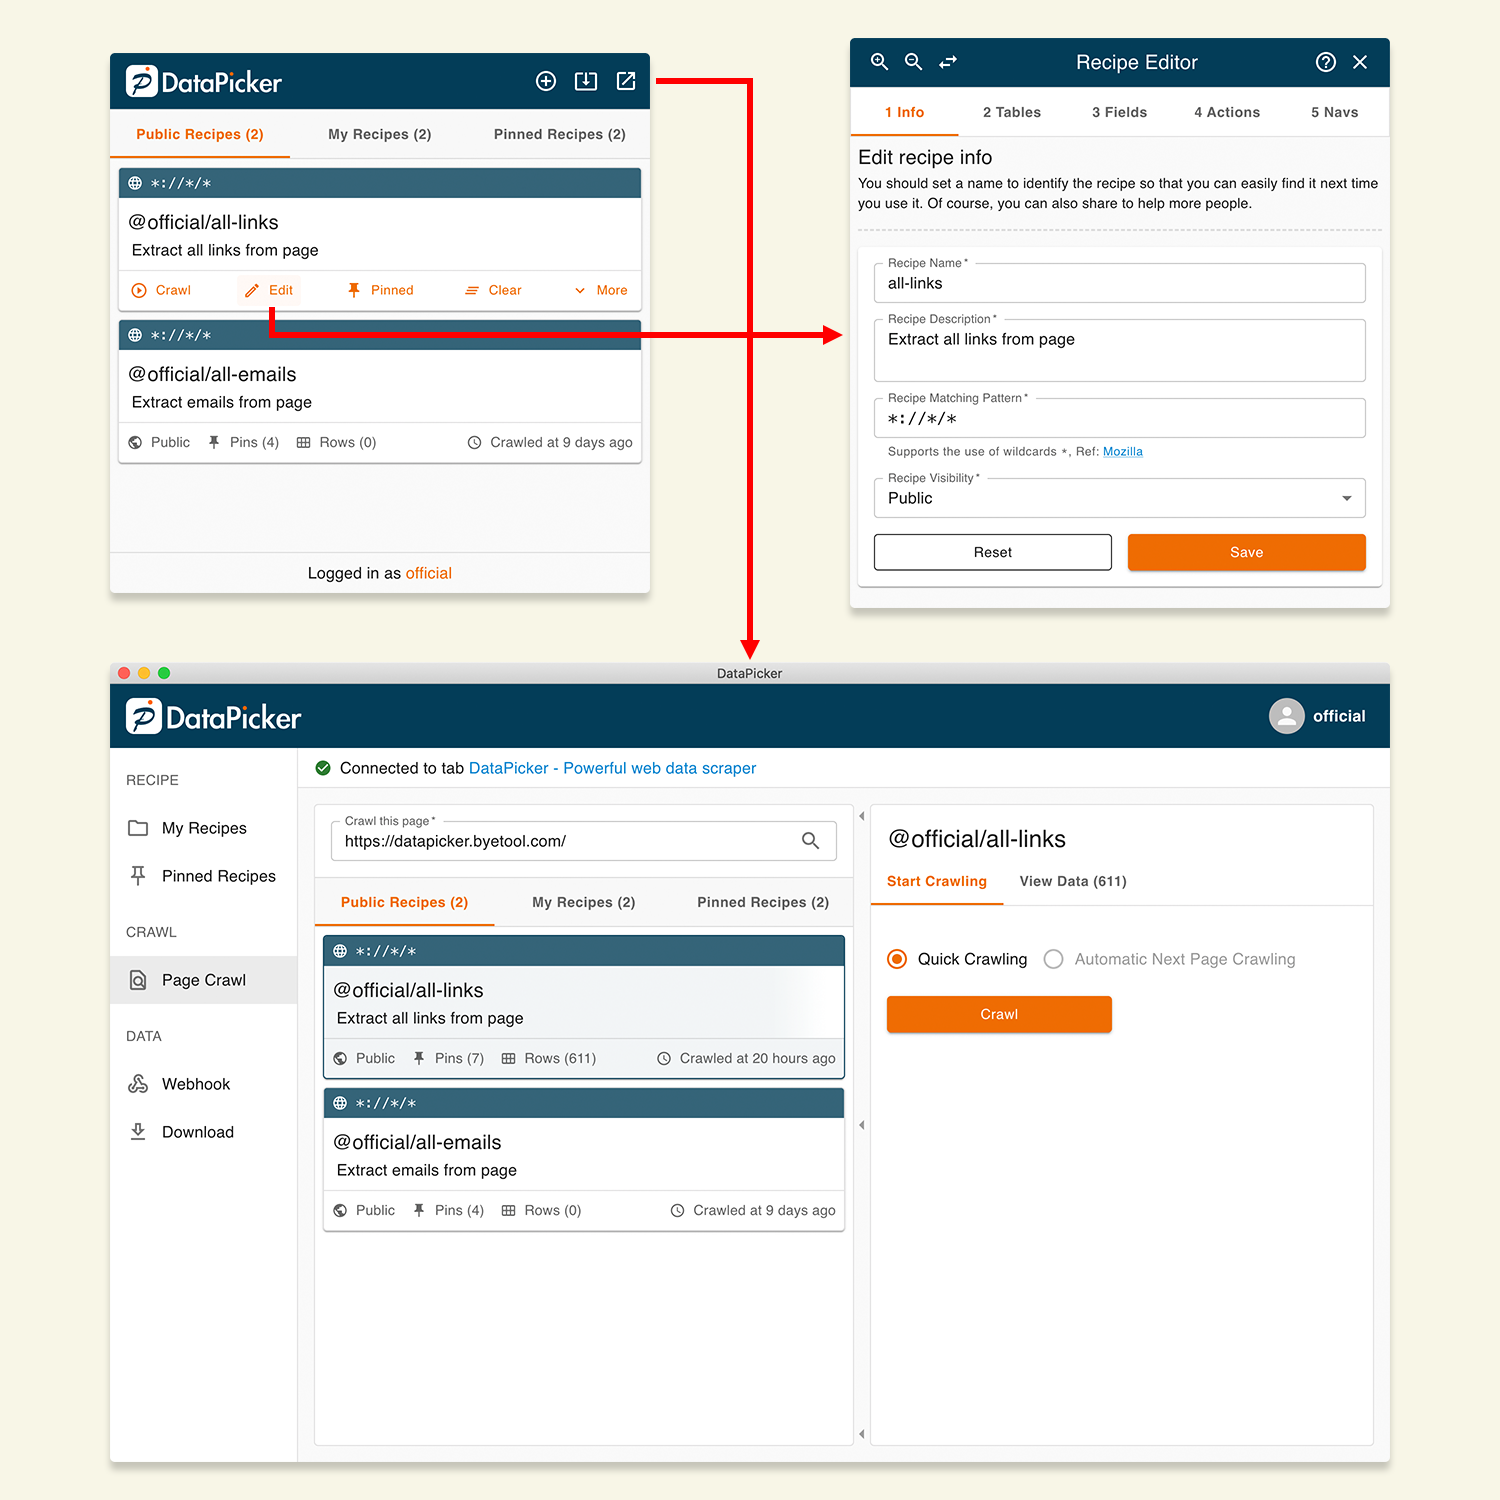 DataPicker
Public Recipes (2) My Recipes (2) Pinned Recipes (2)
*://*/*
@official/all-links
Extract all links from page
Crawl Edit Pinned Clear More
*://*/*
@official/all-emails
Extract emails from page
Public Pins (4) Rows (0) Crawled at 9 days ago
Logged in as official
Recipe Editor
1 Info 2 Tables 3 Fields 4 Actions 5 Navs
Edit recipe info
You should set a name to identify the recipe so that you can easily find it next time
you use it. Of course, you can also share to help more people.
Recipe Name *
all-links
Recipe Description *
Extract all links from page
Recipe Matching Pattern *
*://*/*
Supports the use of wildcards *, Ref: Mozilla
Recipe Visibility *
Public
Reset Save
DataPicker
DataPicker
official
RECIPE
My Recipes
Pinned Recipes
CRAWL
Page Crawl
DATA
Webhook
Download
Connected to tab DataPicker - Powerful web data scraper
Crawl this page *
https://datapicker.byetool.com/
Public Recipes (2) My Recipes (2) Pinned Recipes (2)
*://*/*
@official/all-links
Extract all links from page
Public Pins (7) Rows (611) Crawled at 20 hours ago
*://*/*
@official/all-emails
Extract emails from page
Public Pins (4) Rows (0) Crawled at 9 days ago
@official/all-links
Start Crawling View Data (611)
Quick Crawling Automatic Next Page Crawling
Crawl